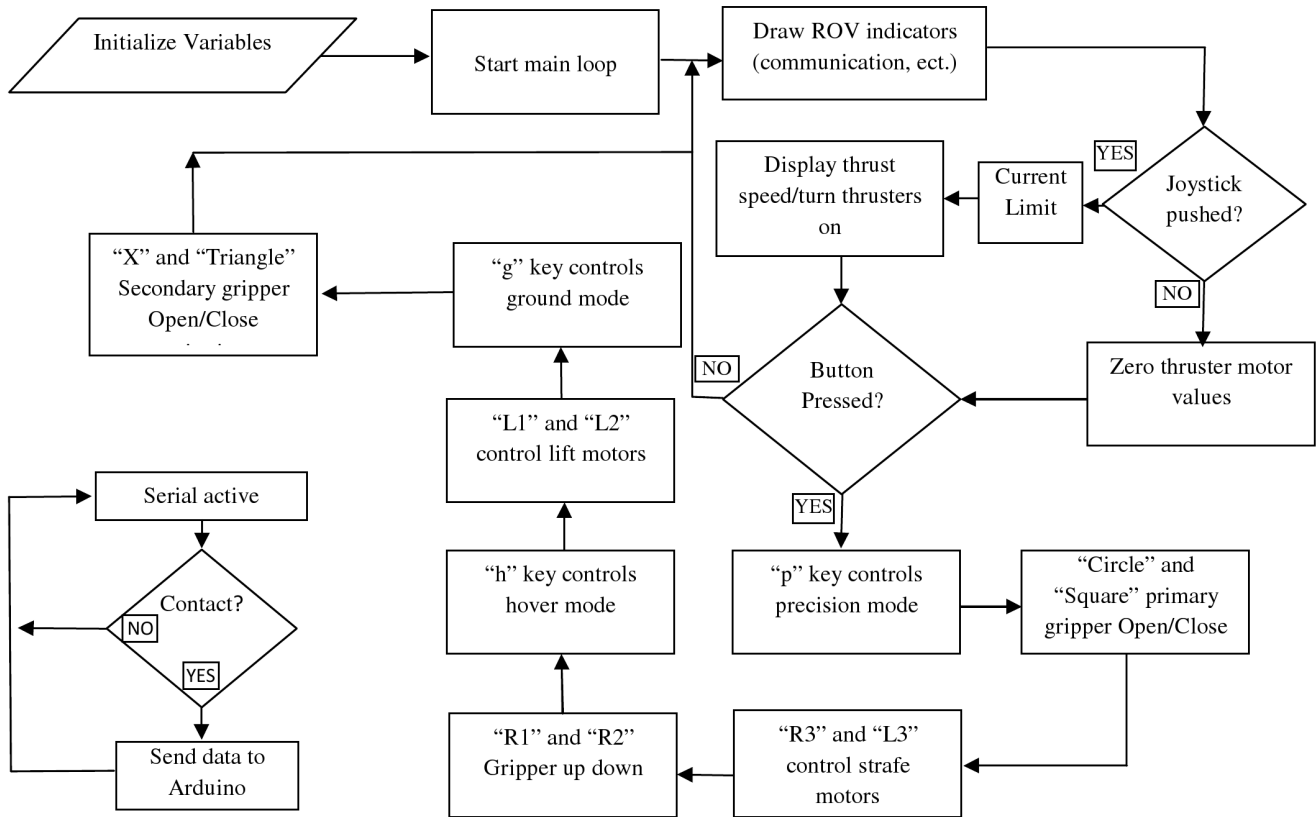 Initialize Variables
Start main loop
Draw ROV indicators
(communication, ect.)
Joystick
pushed?
YES
NO
Current
Limit
Display thrust
speed/turn thrusters
on
Zero thruster motor
values
Button
Pressed?
NO
YES
“p” key controls
precision mode
“Circle” and
“Square” primary
gripper Open/Close
“R3” and “L3”
control strafe
motors
“R1” and “R2”
Gripper up down
“h” key controls
hover mode
“L1” and “L2”
control lift motors
“g” key controls
ground mode
“X” and “Triangle”
Secondary gripper
Open/Close
Serial active
Contact?
NO
YES
Send data to
Arduino